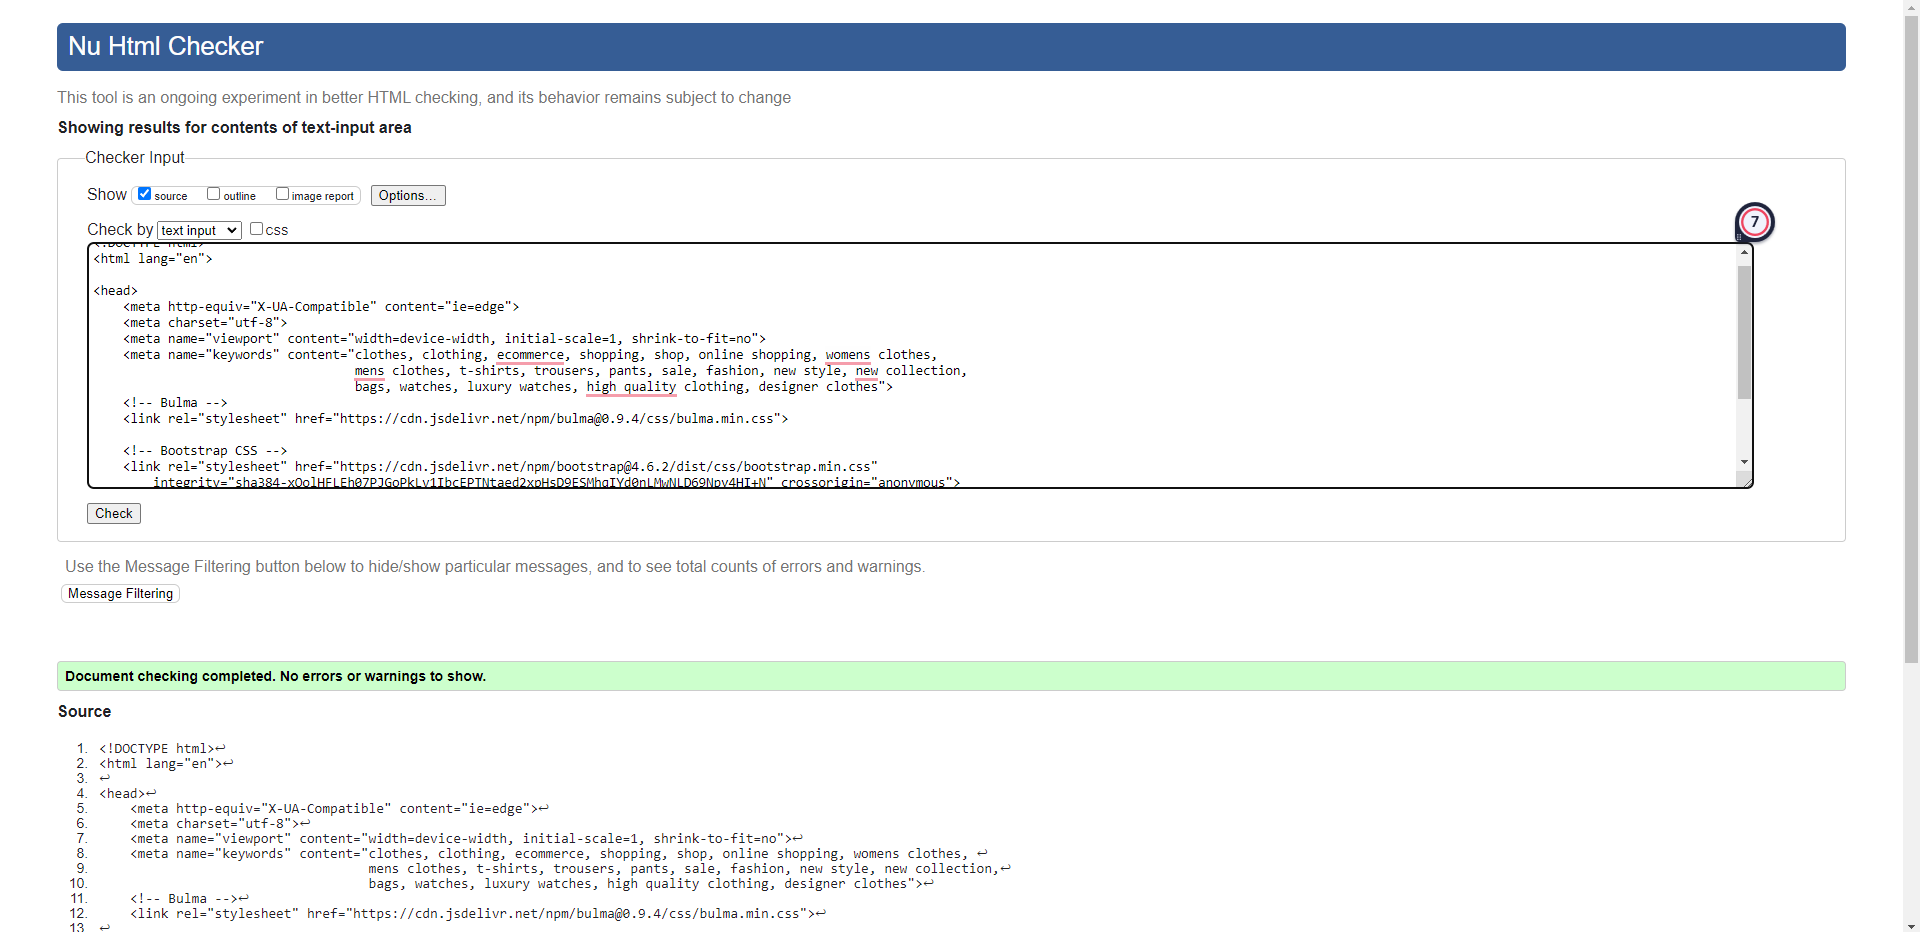 Nu Html Checker
This tool is an ongoing experiment in better HTML checking, and its behavior remains subject to change
Showing results for contents of text-input area
Checker Input
Show source outline image report Options...
Check by text input css
7
<!DOCTYPE html>
<html lang="en">
<head>
<meta http-equiv="X-UA-Compatible" content="ie=edge">
<meta charset="utf-8">
<meta name="viewport" content="width=device-width, initial-scale=1, shrink-to-fit=no">
<meta name="keywords" content="clothes, clothing, ecommerce, shopping, shop, online shopping, womens clothes,
mens clothes, t-shirts, trousers, pants, sale, fashion, new style, new collection,
bags, watches, luxury watches, high quality clothing, designer clothes">
<!-- Bulma -->
<link rel="stylesheet" href="https://cdn.jsdelivr.net/npm/bulma@0.9.4/css/bulma.min.css">
<!-- Bootstrap CSS -->
<link rel="stylesheet" href="https://cdn.jsdelivr.net/npm/bootstrap@4.6.2/dist/css/bootstrap.min.css"
integrity="sha384-xOolHFLEh07PJGoPkLv1IbcEPTNtaed2xpHsD9ESMhqIYd0nLMwNLD69Npy4HI+N" crossorigin="anonymous">
Check
Use the Message Filtering button below to hide/show particular messages, and to see total counts of errors and warnings.
Message Filtering
Document checking completed. No errors or warnings to show.
Source
1. <!DOCTYPE html>↩
2. <html lang="en">↩
3. ↩
4. <head>↩
5. <meta http-equiv="X-UA-Compatible" content="ie=edge">↩
6. <meta charset="utf-8">↩
7. <meta name="viewport" content="width=device-width, initial-scale=1, shrink-to-fit=no">↩
8. <meta name="keywords" content="clothes, clothing, ecommerce, shopping, shop, online shopping, womens clothes, ↩
9. mens clothes, t-shirts, trousers, pants, sale, fashion, new style, new collection,↩
10. bags, watches, luxury watches, high quality clothing, designer clothes">↩
11. <!-- Bulma -->↩
12. <link rel="stylesheet" href="https://cdn.jsdelivr.net/npm/bulma@0.9.4/css/bulma.min.css">↩
13 ↩